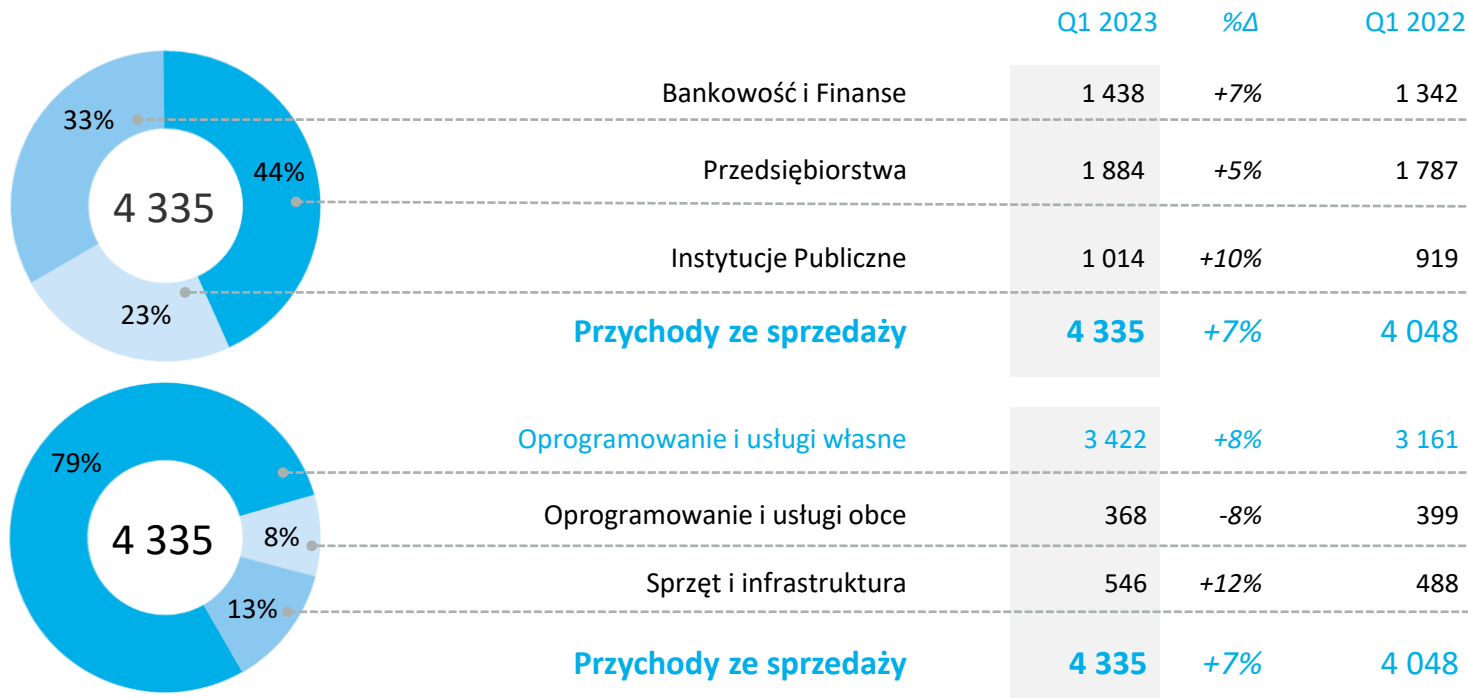 Q1 2023 %Δ Q1 2022
33%
44%
23%
4 335
Bankowość i Finanse 1 438 +7% 1 342
Przedsiębiorstwa 1 884 +5% 1 787
Instytucje Publiczne 1 014 +10% 919
Przychody ze sprzedaży 4 335 +7% 4 048
79%
8%
13%
4 335
Oprogramowanie i usługi własne 3 422 +8% 3 161
Oprogramowanie i usługi obce 368 -8% 399
Sprzęt i infrastruktura 546 +12% 488
Przychody ze sprzedaży 4 335 +7% 4 048